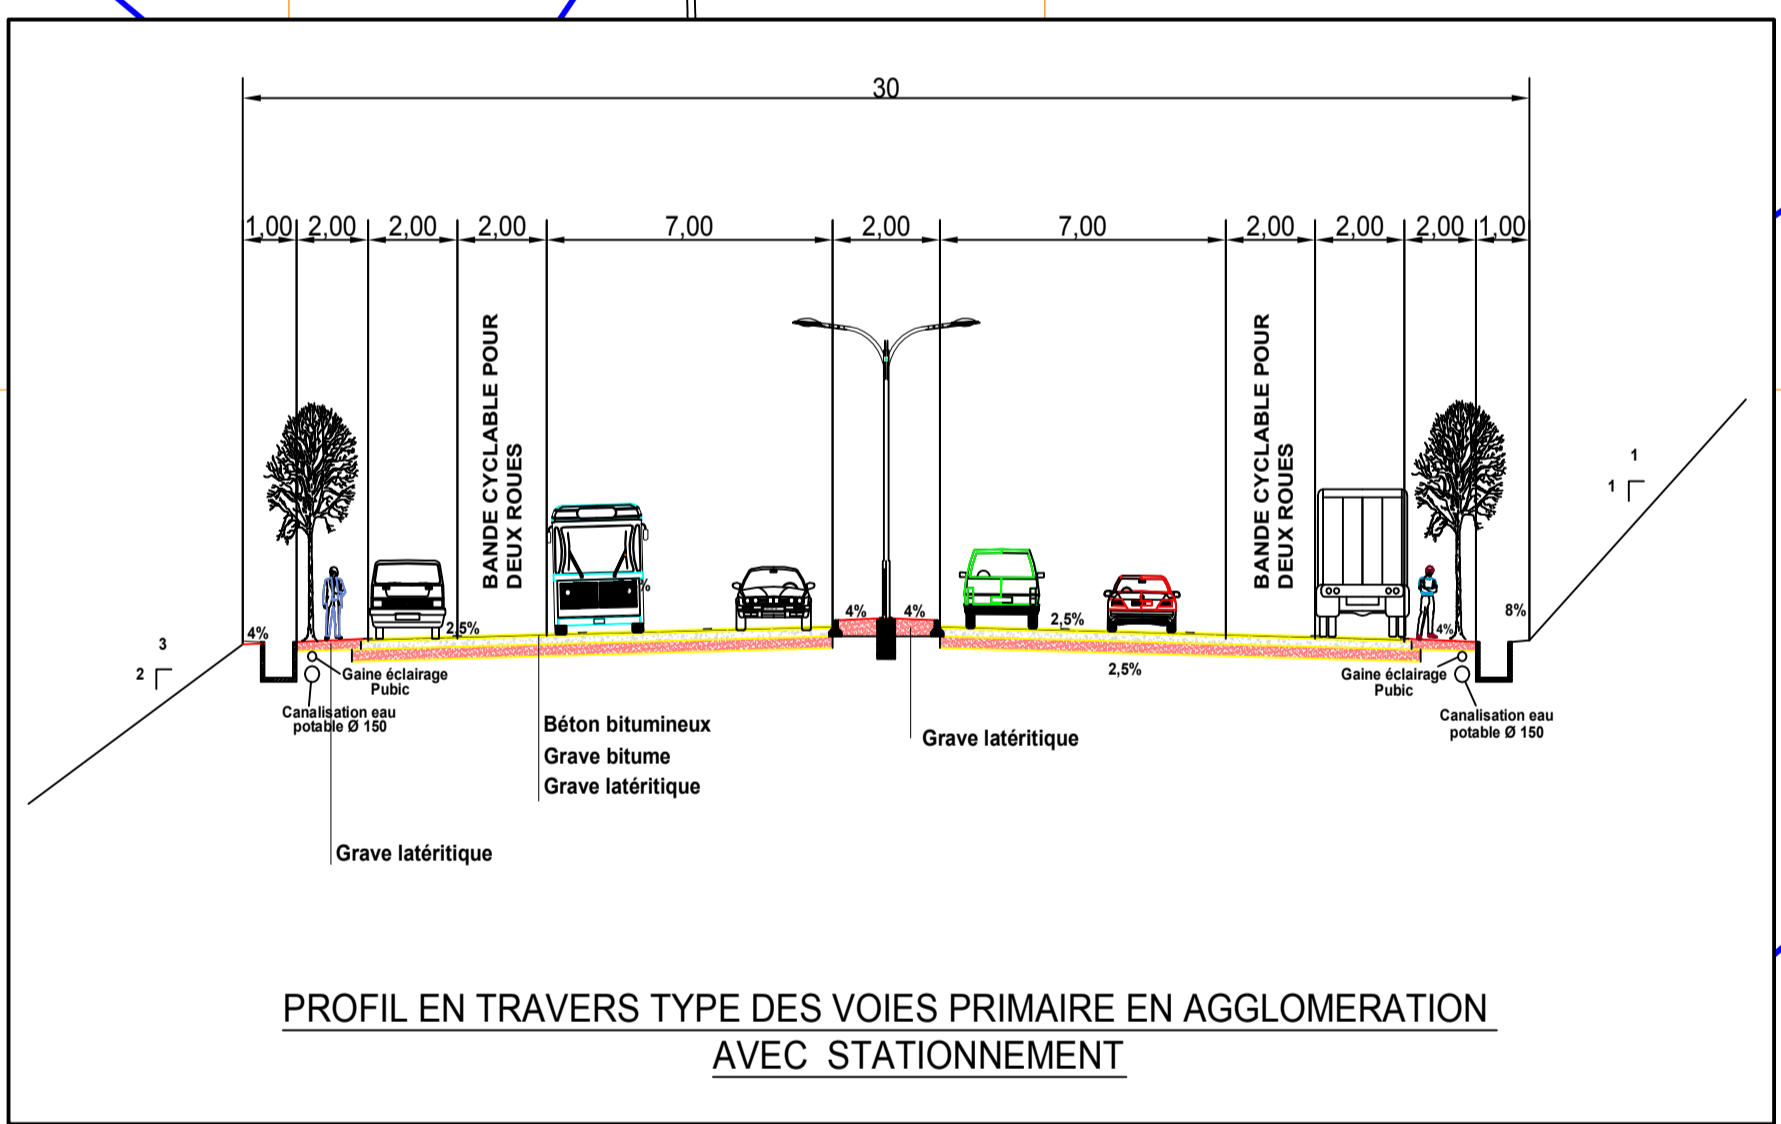 30
1,00 2,00 2,00 2,00 7,00 2,00 7,00 2,00 2,00 2,00 1,00
BANDE CYCLABLE POUR
DEUX ROUES
BANDE CYCLABLE POUR
DEUX ROUES
1
1
%
4% 4%
2,5%
8%
4%
2,5%
4%
3
2
2,5%
Gaine éclairage
Pubic
Canalisation eau
potable Ø 150
Gaine éclairage
Pubic
Canalisation eau
potable Ø 150
Béton bitumineux
Grave bitume
Grave latéritique
Grave latéritique
Grave latéritique
PROFIL EN TRAVERS TYPE DES VOIES PRIMAIRE EN AGGLOMERATION
AVEC STATIONNEMENT